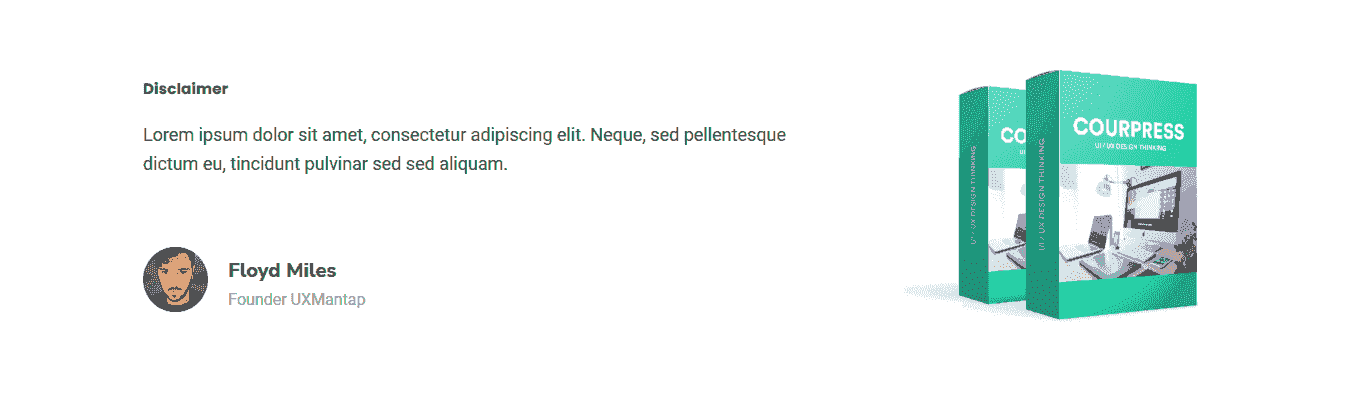 Disclaimer
Lorem ipsum dolor sit amet, consectetur adipiscing elit. Neque, sed pellentesque
dictum eu, tincidunt pulvinar sed sed aliquam.
Floyd Miles
Founder UXMantap
CO
UI / UX DESIGN THINKING
COURPRESS
UI / UX DESIGN THINKING
UI / UX DESIGN THINKING